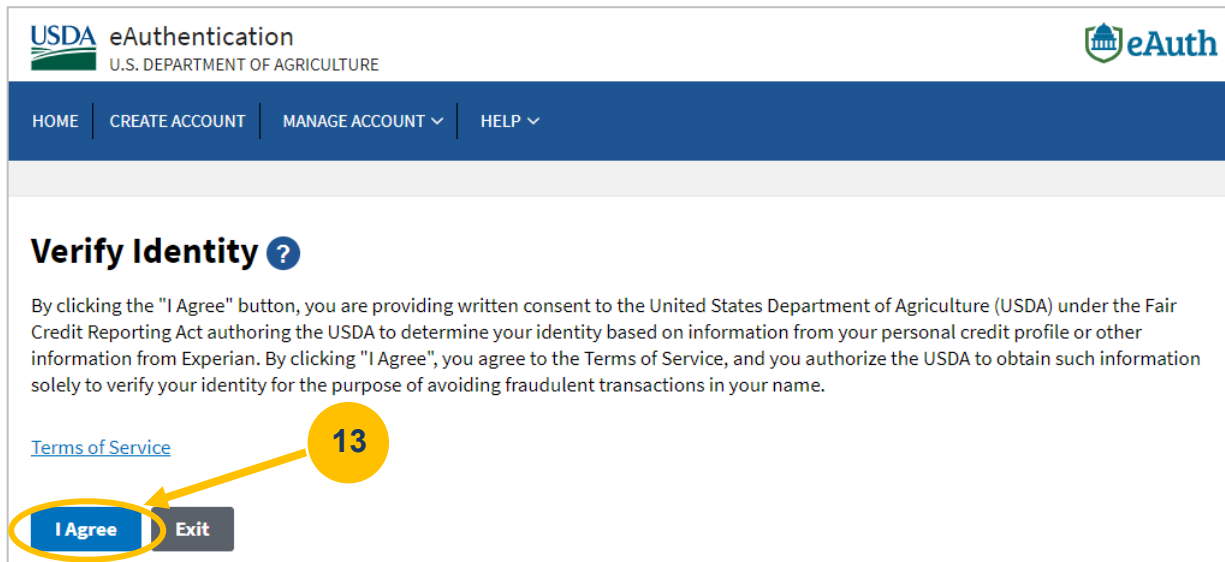 USDA eAuthentication
U.S. DEPARTMENT OF AGRICULTURE
eAuth
HOME CREATE ACCOUNT MANAGE ACCOUNT HELP
Verify Identity ?
By clicking the "I Agree" button, you are providing written consent to the United States Department of Agriculture (USDA) under the Fair
Credit Reporting Act authoring the USDA to determine your identity based on information from your personal credit profile or other
information from Experian. By clicking "I Agree", you agree to the Terms of Service, and you authorize the USDA to obtain such information
solely to verify your identity for the purpose of avoiding fraudulent transactions in your name.
13
Terms of Service
I Agree Exit